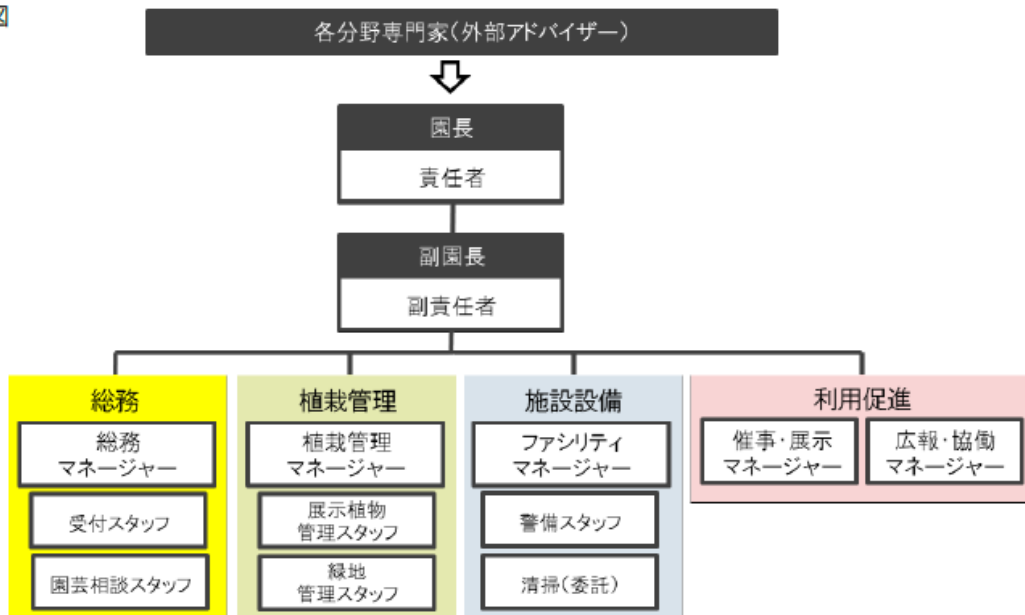 図
各分野専門家(外部アドバイザー)
園長
責任者
副園長
副責任者
総務
総務
マネージャー
受付スタッフ
園芸相談スタッフ
植栽管理
植栽管理
マネージャー
展示植物
管理スタッフ
緑地
管理スタッフ
施設設備
ファシリティ
マネージャー
警備スタッフ
清掃(委託)
利用促進
催事・展示
マネージャー
広報・協働
マネージャー